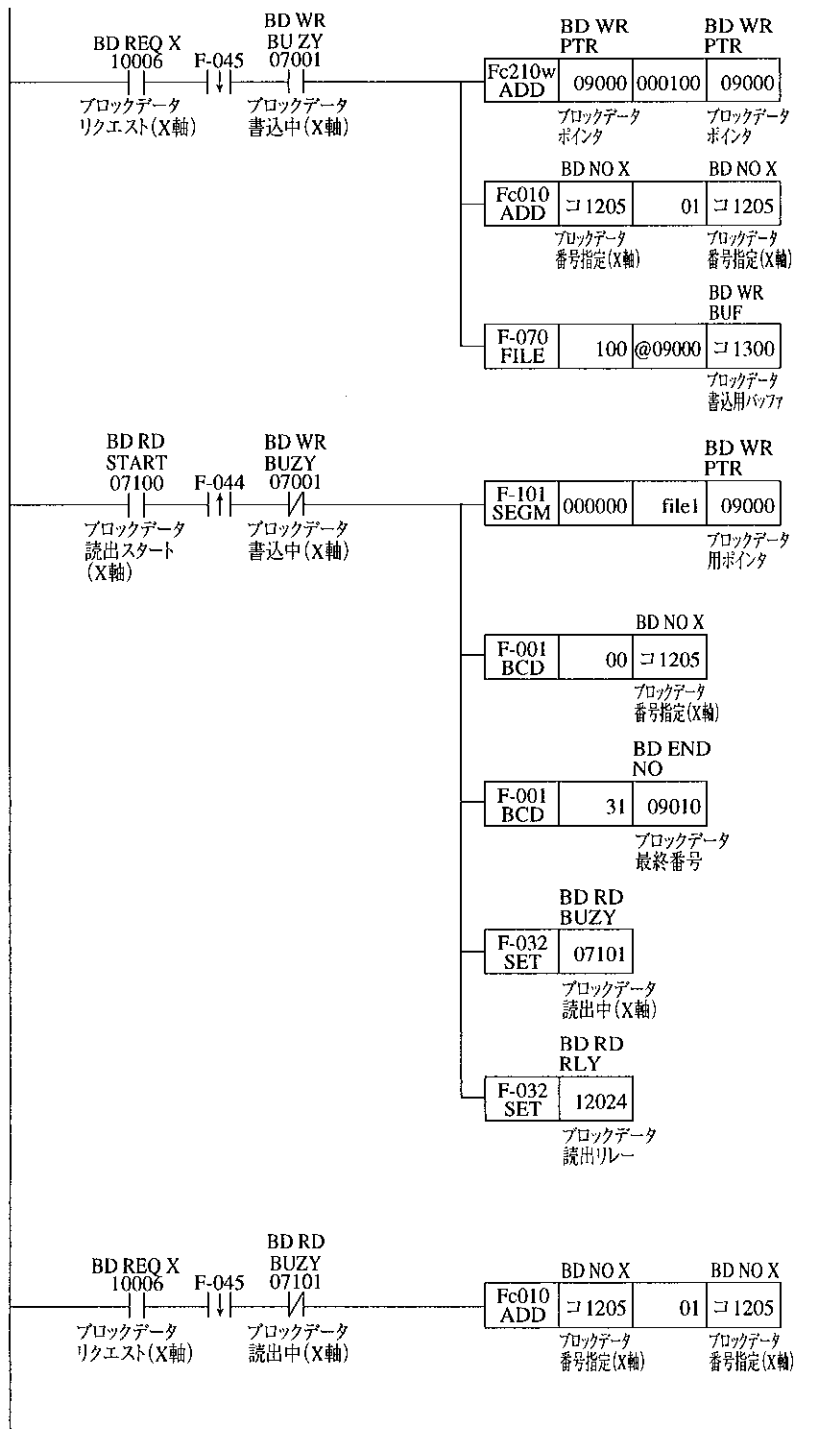 BD WR
BU ZY
BD REQ X
10006 F-045 07001
ブロックデータ
リクエスト(X軸)
ブロックデータ
書込中(X軸)
BD WR
PTR
BD WR
PTR
Fc210w
ADD
09000 000100 09000
ブロックデータ
ポインタ
ブロックデータ
ポインタ
BD NO X
BD NO X
Fc010
ADD
コ1205 01 コ1205
ブロックデータ
番号指定(X軸)
ブロックデータ
番号指定(X軸)
BD WR
BUF
F-070
FILE
100 @09000 コ1300
ブロックデータ
書込用バッファ
BD RD
START
07100 F-044
BD WR
BUZY
07001
ブロックデータ
読出スタート
(X軸)
ブロックデータ
書込中(X軸)
BD WR
PTR
F-101
SEGM
000000 file1 09000
ブロックデータ
用ポインタ
BD NO X
F-001
BCD
00 コ1205
ブロックデータ
番号指定(X軸)
BD END
NO
F-001
BCD
31 09010
ブロックデータ
最終番号
BD RD
BUZY
F-032
SET
07101
ブロックデータ
読出中(X軸)
BD RD
RLY
F-032
SET
12024
ブロックデータ
読出リレー
BD REQ X
10006 F-045
BD RD
BUZY
07101
ブロックデータ
リクエスト(X軸)
ブロックデータ
読出中(X軸)
BD NO X
BD NO X
Fc010
ADD
コ1205 01 コ1205
ブロックデータ
番号指定(X軸)
ブロックデータ
番号指定(X軸)